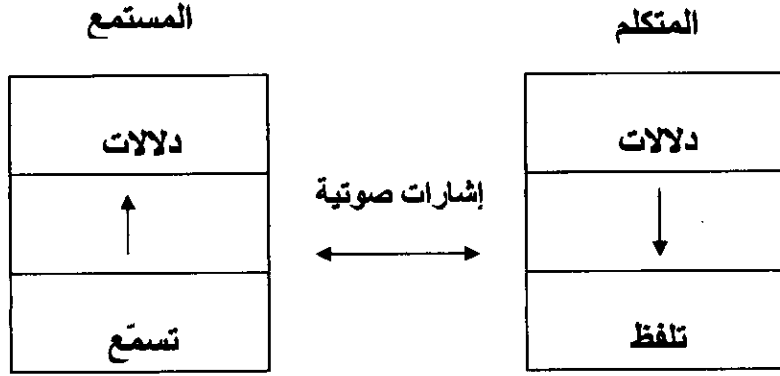 المتكلم المستمع
دلالات دلالات
إشارات صوتية
تلفظ تسمّع